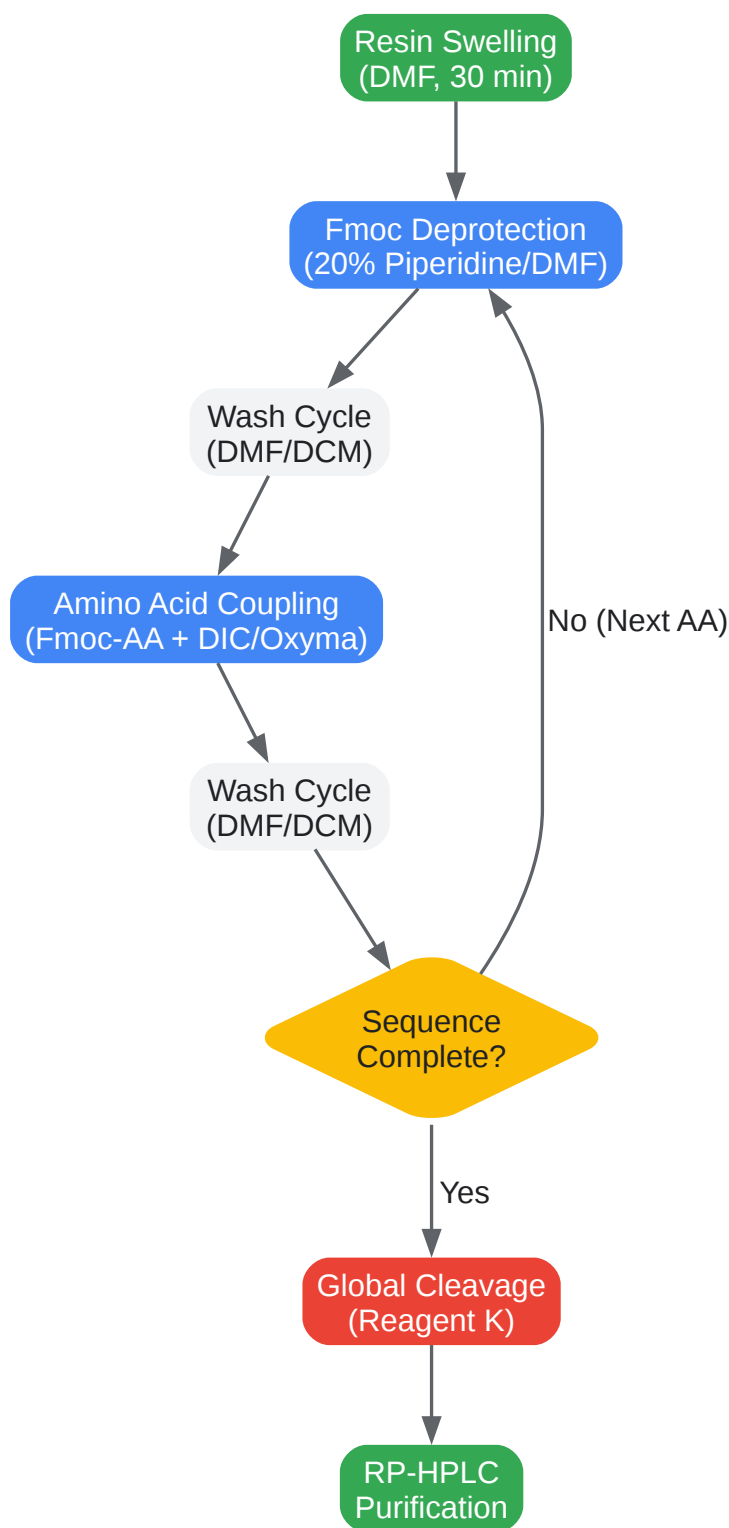 Resin Swelling
(DMF, 30 min)
Fmoc Deprotection
(20% Piperidine/DMF)
Wash Cycle
(DMF/DCM)
Amino Acid Coupling
(Fmoc-AA + DIC/Oxyma)
No (Next AA)
Wash Cycle
(DMF/DCM)
Sequence
Complete?
Yes
Global Cleavage
(Reagent K)
RP-HPLC
Purification